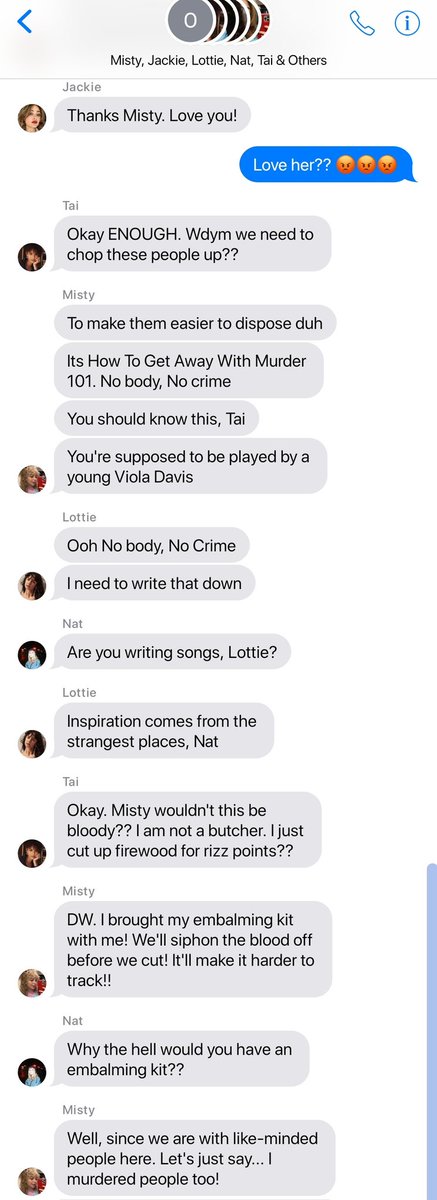 0
Misty, Jackie, Lottie, Nat, Tai & Others
Jackie
Thanks Misty. Love you!
Love her?? 😡😡😡
Tai
Okay ENOUGH. Wdym we need to
chop these people up??
Misty
To make them easier to dispose duh
Its How To Get Away With Murder
101. No body, No crime
You should know this, Tai
You're supposed to be played by a
young Viola Davis
Lottie
Ooh No body, No Crime
I need to write that down
Nat
Are you writing songs, Lottie?
Lottie
Inspiration comes from the
strangest places, Nat
Tai
Okay. Misty wouldn't this be
bloody?? I am not a butcher. I just
cut up firewood for rizz points??
Misty
DW. I brought my embalming kit
with me! We'll siphon the blood off
before we cut! It'll make it harder to
track!!
Nat
Why the hell would you have an
embalming kit??
Misty
Well, since we are with like-minded
people here. Let's just say... I
murdered people too!